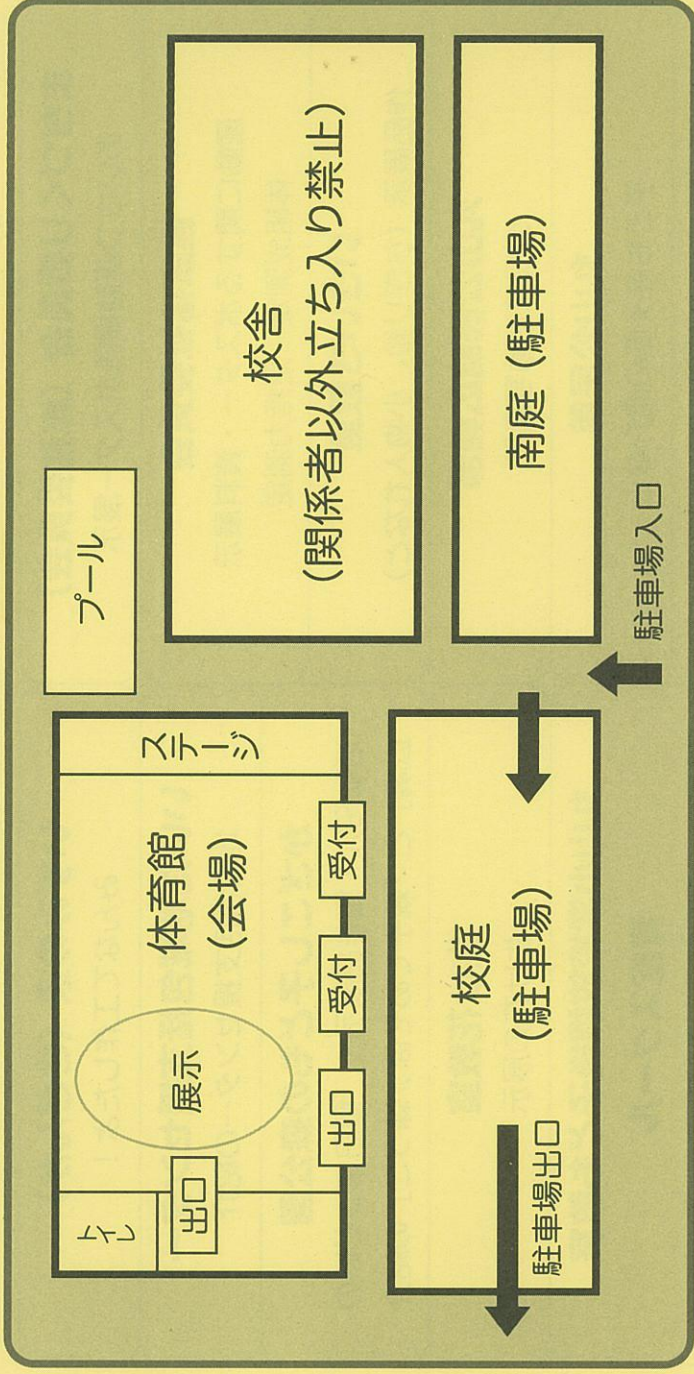 プール
校舎
(関係者以外立ち入り禁止)
南庭(駐車場)
駐車場入口
ステージ
体育館
(会場)
展示
トイレ
出口
出口
受付
受付
校庭
(駐車場)
駐車場出口